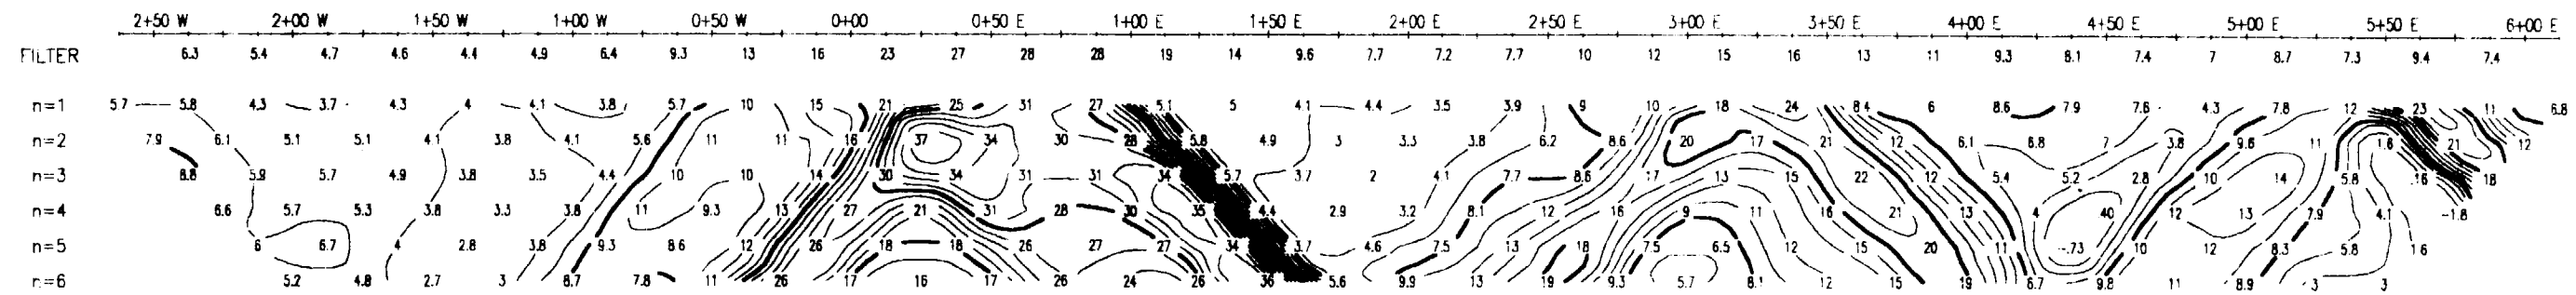 2+50 W 2+00 W 1+50 W 1+00 W 0+50 W 0+00 0+50 E 1+00 E 1+50 E 2+00 E 2+50 E 3+00 E 3+50 E 4+00 E 4+50 E 5+00 E 5+50 E 6+00 E
FILTER 6.3 5.4 4.7 4.6 4.4 4.9 6.4 9.3 13 16 23 27 28 28 19 14 9.6 7.7 7.2 7.7 10 12 15 16 13 11 9.3 8.1 7.4 7 8.7 7.3 9.4 7.4
n=1 5.7 5.8 4.3 3.7 4.3 4 4.1 3.8 5.7 10 15 21 25 31 27 5.1 5 4.1 4.4 3.5 3.9 9 10 18 24 8.4 6 8.6 7.9 7.6 4.3 7.8 12 23 11 6.8
n=2 7.9 6.1 5.1 5.1 4.1 3.8 4.1 5.6 11 11 16 37 34 30 28 5.8 4.9 3 3.3 3.8 6.2 8.6 20 17 21 12 6.1 6.8 7 3.8 9.6 11 1.6 21 12
n=3 8.8 5.9 5.7 4.9 3.8 3.5 4.4 10 10 14 30 34 31 31 34 5.7 3.7 2 4.1 7.7 8.6 17 13 15 22 12 5.4 5.2 2.8 10 14 5.8 .16 18
n=4 6.6 5.7 5.3 3.8 3.3 3.8 11 9.3 13 27 21 31 28 30 35 4.4 2.9 3.2 8.1 12 16 9 11 16 21 13 4 40 12 13 7.9 4.1 -1.8
n=5 6 6.7 4 2.8 3.8 9.3 8.6 12 26 18 18 26 27 27 34 3.7 4.6 7.5 13 18 7.5 6.5 12 15 20 11 -.73 10 12 8.3 5.8 1.6
n=6 5.2 4.8 2.7 3 8.7 7.8 11 26 17 16 17 26 24 26 36 5.6 9.9 13 19 9.3 5.7 8.1 12 15 19 6.7 9.8 11 8.9 3 3